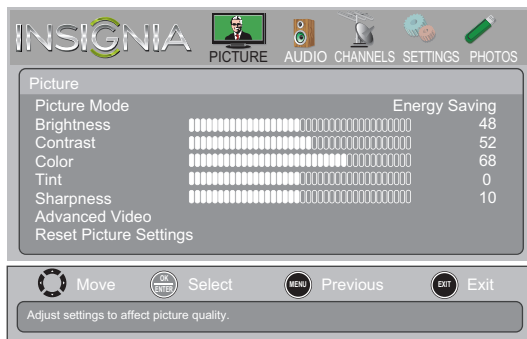 INSIGNIA PICTURE AUDIO CHANNELS SETTINGS PHOTOS
Picture
Picture Mode Energy Saving
Brightness 48
Contrast 52
Color 68
Tint 0
Sharpness 10
Advanced Video
Reset Picture Settings
Move OK ENTER Select MENU Previous EXIT Exit
Adjust settings to affect picture quality.